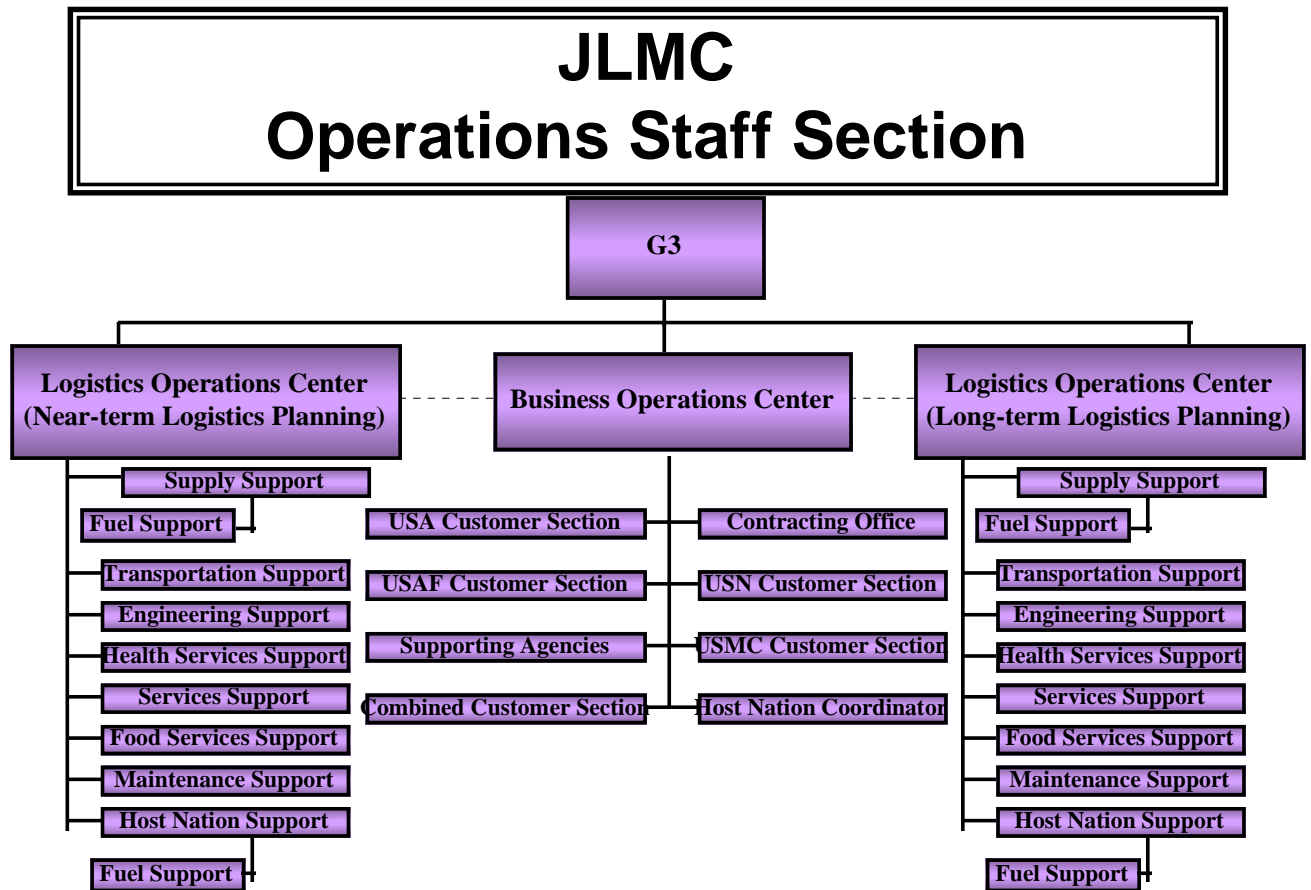 JLMC
Operations Staff Section
G3
Logistics Operations Center
(Near-term Logistics Planning)
Business Operations Center
Logistics Operations Center
(Long-term Logistics Planning)
Supply Support
Fuel Support
Transportation Support
Engineering Support
Health Services Support
Services Support
Food Services Support
Maintenance Support
Host Nation Support
Fuel Support
USA Customer Section
Contracting Office
USAF Customer Section
USN Customer Section
Supporting Agencies
USMC Customer Section
Combined Customer Section
Host Nation Coordinator
Supply Support
Fuel Support
Transportation Support
Engineering Support
Health Services Support
Services Support
Food Services Support
Maintenance Support
Host Nation Support
Fuel Support